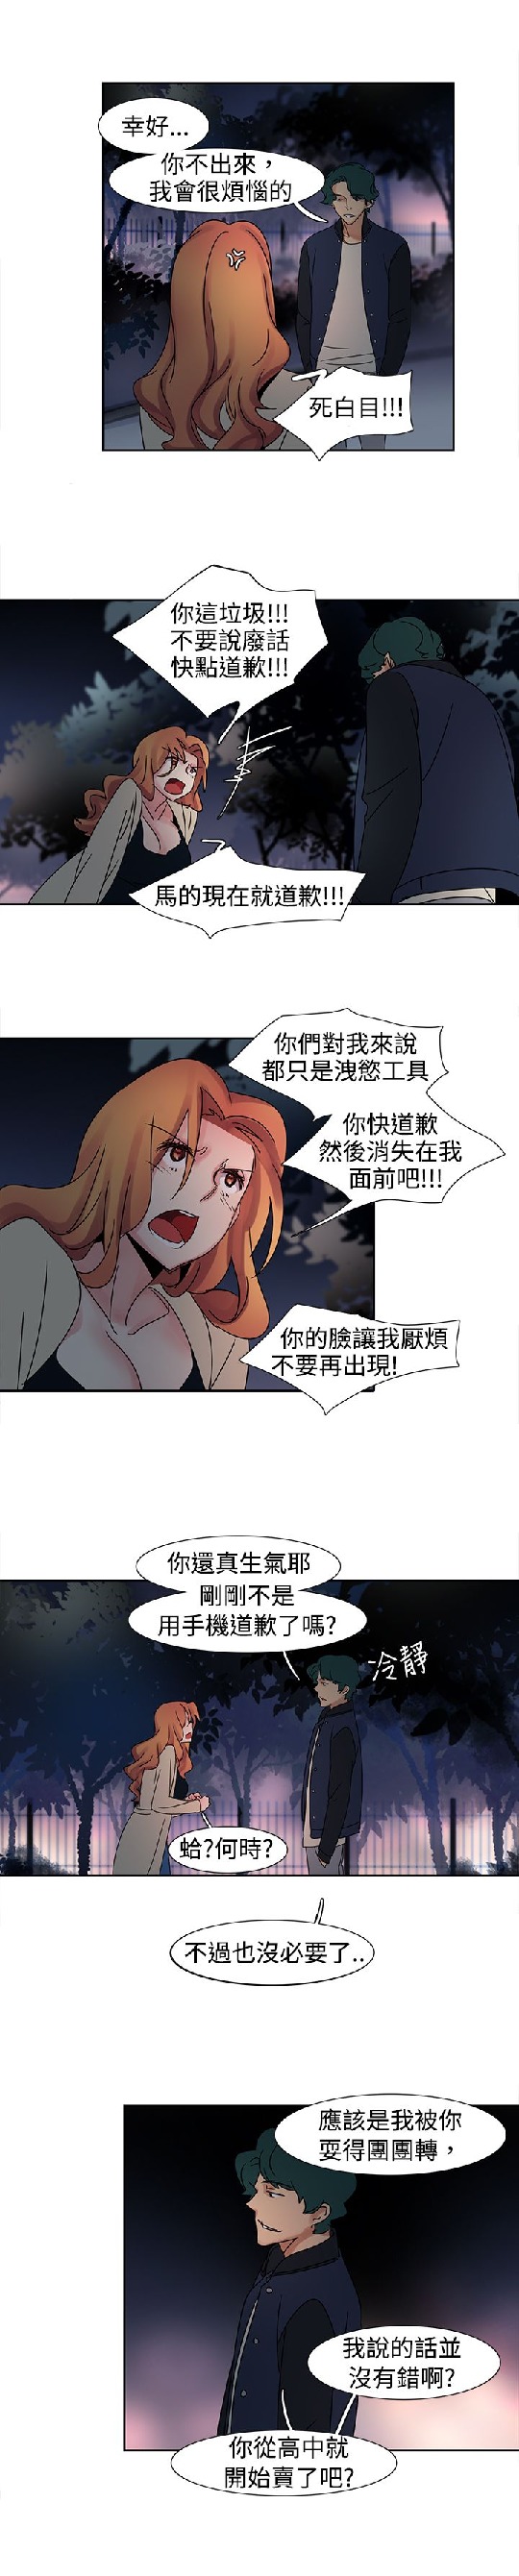 幸好...
你不出來，
我會很煩惱的
死白目!!!
你這垃圾!!!
不要說廢話
快點道歉!!!
馬的現在就道歉!!!
你們對我來說
都只是洩慾工具
你快道歉
然後消失在我
面前吧!!!
你的臉讓我厭煩
不要再出現!
你還真生氣耶
剛剛不是
用手機道歉了嗎?
冷靜
蛤?何時?
不過也沒必要了..
應該是我被你
耍得團團轉，
我說的話並
沒有錯啊?
你從高中就
開始賣了吧?